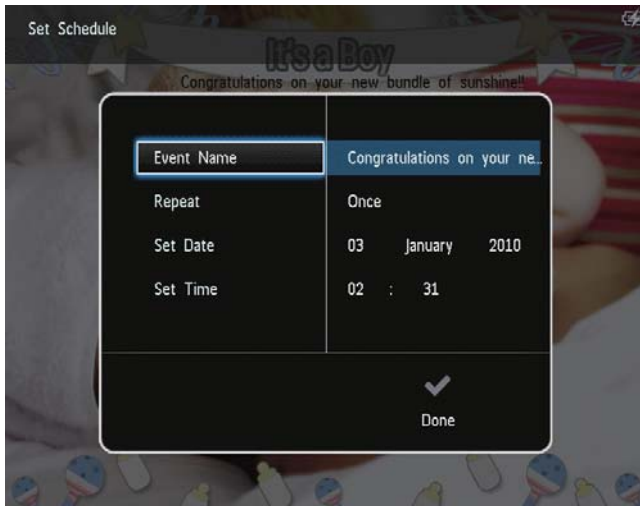 Set Schedule
It's a Boy
Congratulations on your new bundle of sunshine!!
Event Name Congratulations on your ne...
Repeat Once
Set Date 03 January 2010
Set Time 02 : 31
Done